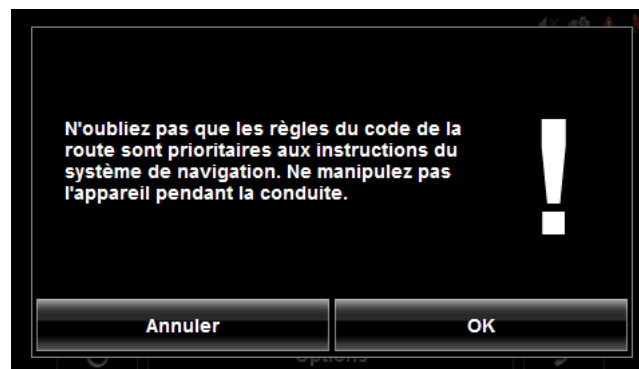 N'oubliez pas que les règles du code de la
route sont prioritaires aux instructions du
système de navigation. Ne manipulez pas
l'appareil pendant la conduite.
!
Annuler OK
Options